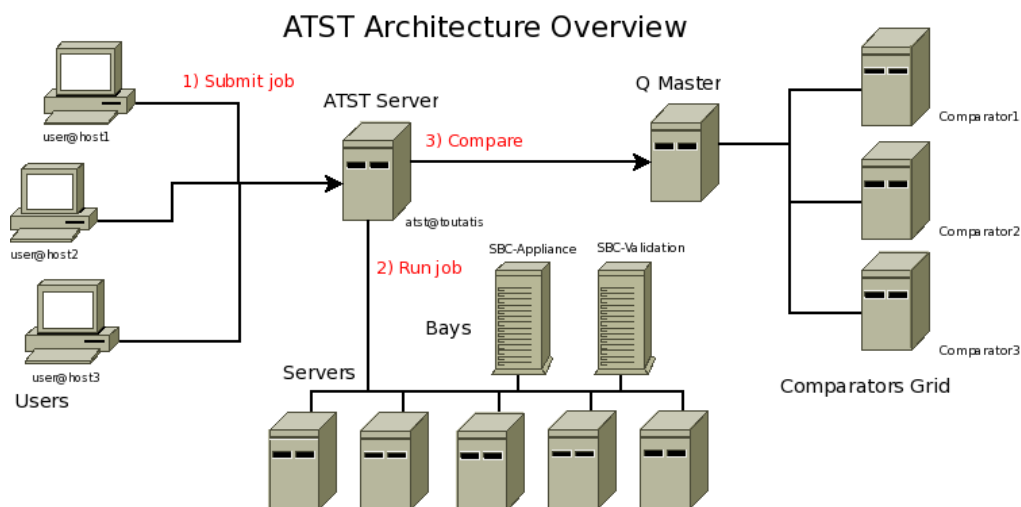 ATST Architecture Overview
1) Submit job
user@host1
user@host2
user@host3
Users
ATST Server
atst@toutatis
3) Compare
Q Master
2) Run job
SBC-Appliance
SBC-Validation
Bays
Servers
Comparator1
Comparator2
Comparator3
Comparators Grid